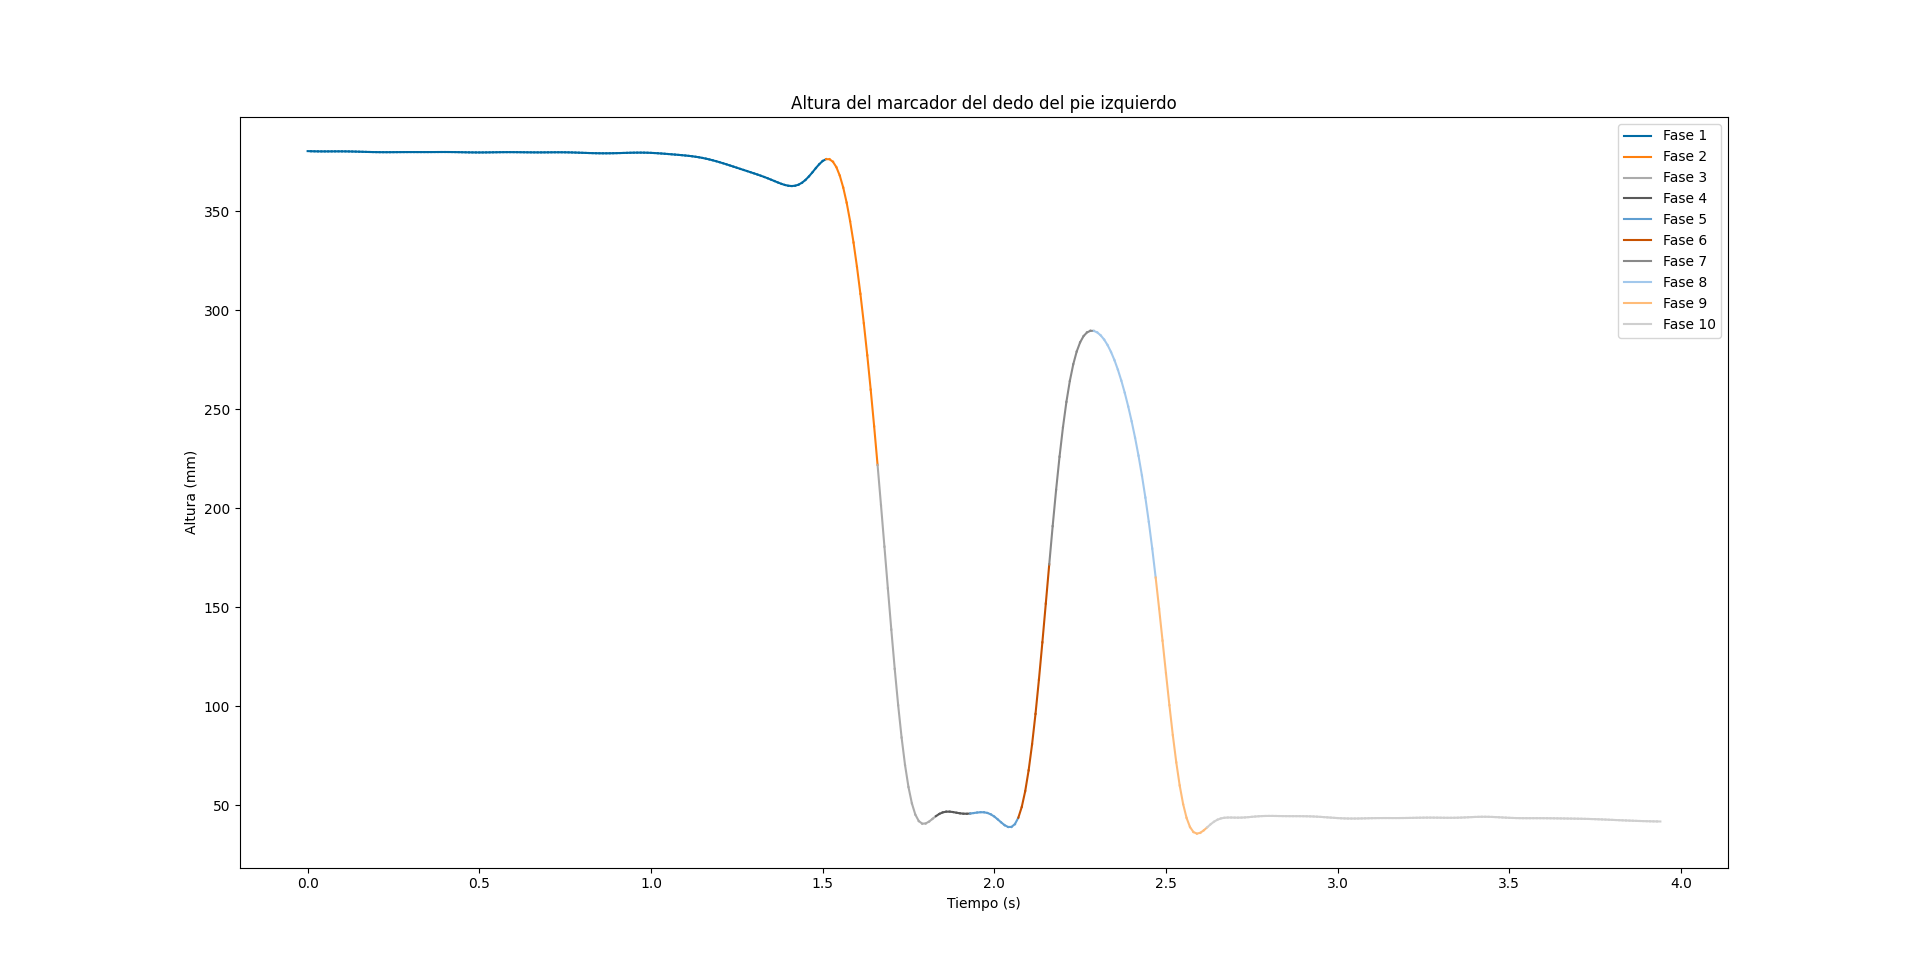 Altura del marcador del dedo del pie izquierdo
Fase 1
Fase 2
Fase 3
Fase 4
Fase 5
Fase 6
Fase 7
Fase 8
Fase 9
Fase 10
Altura (mm)
350
300
250
200
150
100
50
0.0 0.5 1.0 1.5 2.0 2.5 3.0 3.5 4.0
Tiempo (s)